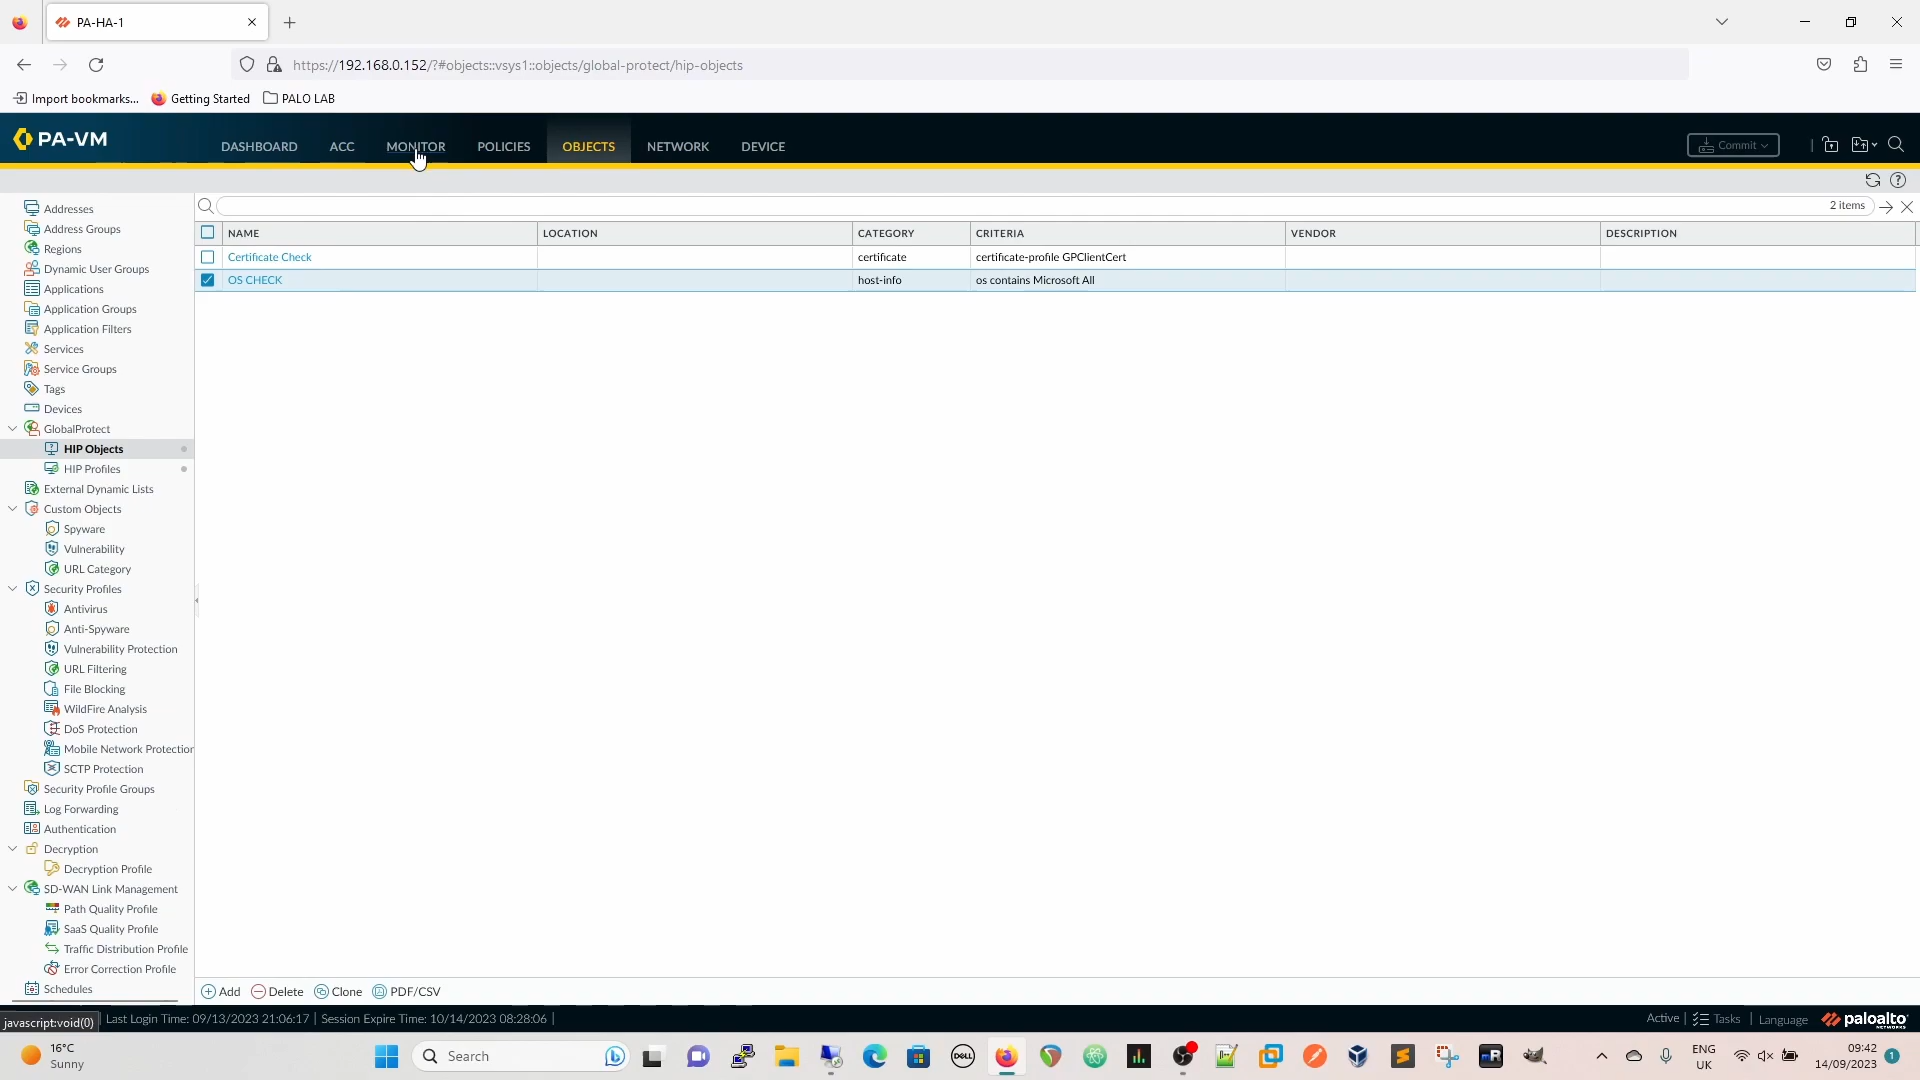 PA-HA-1
https://192.168.0.152/?#objects::vsys1::objects/global-protect/hip-objects
Import bookmarks... Getting Started PALO LAB
PA-VM
DASHBOARD ACC MONITOR POLICIES OBJECTS NETWORK DEVICE
Commit
2 items
NAME LOCATION CATEGORY CRITERIA VENDOR DESCRIPTION
Certificate Check certificate certificate-profile GPClientCert
OS CHECK host-info os contains Microsoft All
Addresses
Address Groups
Regions
Dynamic User Groups
Applications
Application Groups
Application Filters
Services
Service Groups
Tags
Devices
GlobalProtect
HIP Objects
HIP Profiles
External Dynamic Lists
Custom Objects
Spyware
Vulnerability
URL Category
Security Profiles
Antivirus
Anti-Spyware
Vulnerability Protection
URL Filtering
File Blocking
WildFire Analysis
DoS Protection
Mobile Network Protection
SCTP Protection
Security Profile Groups
Log Forwarding
Authentication
Decryption
Decryption Profile
SD-WAN Link Management
Path Quality Profile
SaaS Quality Profile
Traffic Distribution Profile
Error Correction Profile
Schedules
Add Delete Clone PDF/CSV
javascript:void(0) Last Login Time: 09/13/2023 21:06:17 | Session Expire Time: 10/14/2023 08:28:06 |
Active | Tasks | Language paloalto NETWORKS
16°C
Sunny
Search
DELL
ENG
UK
09:42
14/09/2023
1